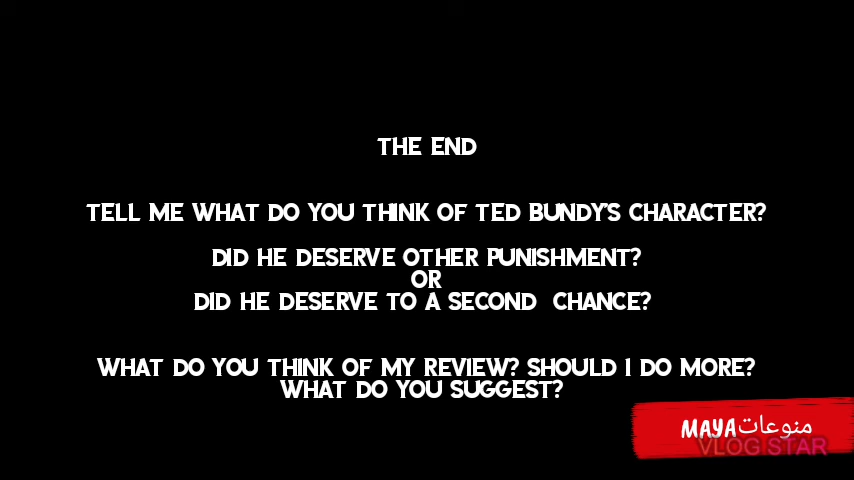 THE END
TELL ME WHAT DO YOU THINK OF TED BUNDY'S CHARACTER?
DID HE DESERVE OTHER PUNISHMENT?
OR
DID HE DESERVE TO A SECOND CHANCE?
WHAT DO YOU THINK OF MY REVIEW? SHOULD I DO MORE?
WHAT DO YOU SUGGEST?
MAYA منوعات
VLOG STAR